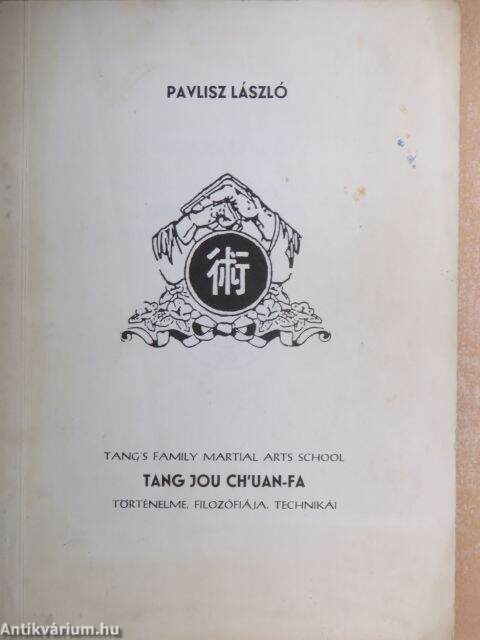 PAVLISZ LÁSZLÓ
術
TANG'S FAMILY MARTIAL ARTS SCHOOL
TANG JOU CH'UAN-FA
TÖRTÉNELME, FILOZÓFIÁJA, TECHNIKÁI
Antikvárium.hu